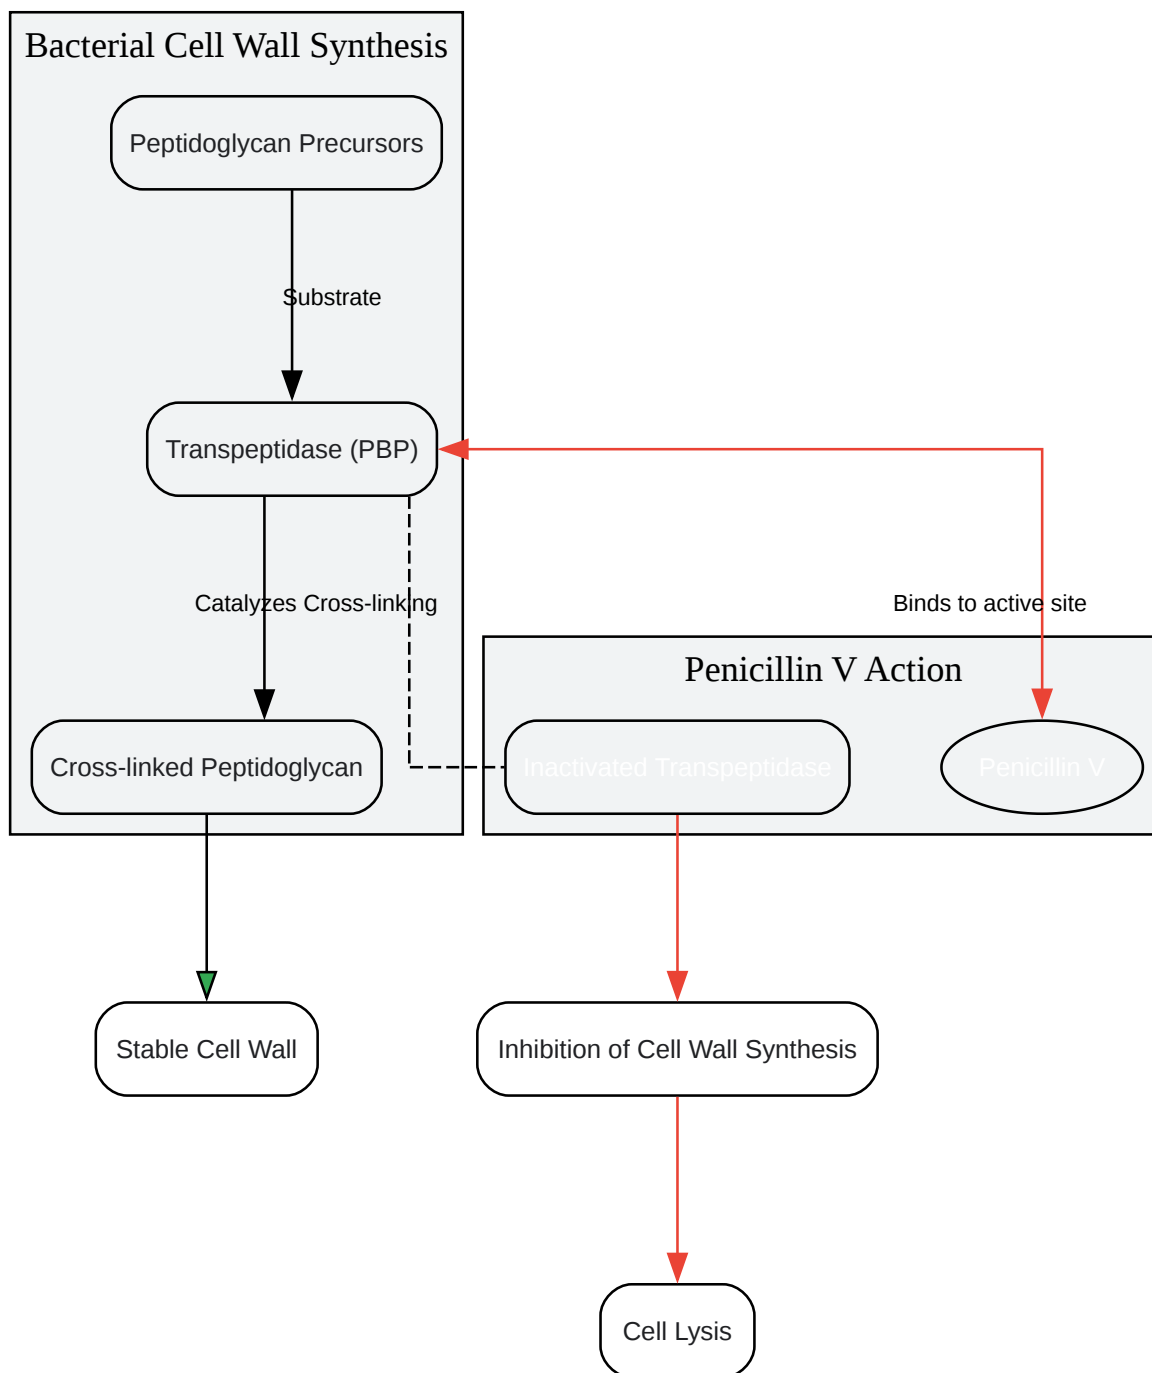 Bacterial Cell Wall Synthesis
Peptidoglycan Precursors
Substrate
Transpeptidase (PBP)
Catalyzes Cross-linking
Binds to active site
Penicillin V Action
Cross-linked Peptidoglycan
Inactivated Transpeptidase
Penicillin V
Stable Cell Wall
Inhibition of Cell Wall Synthesis
Cell Lysis